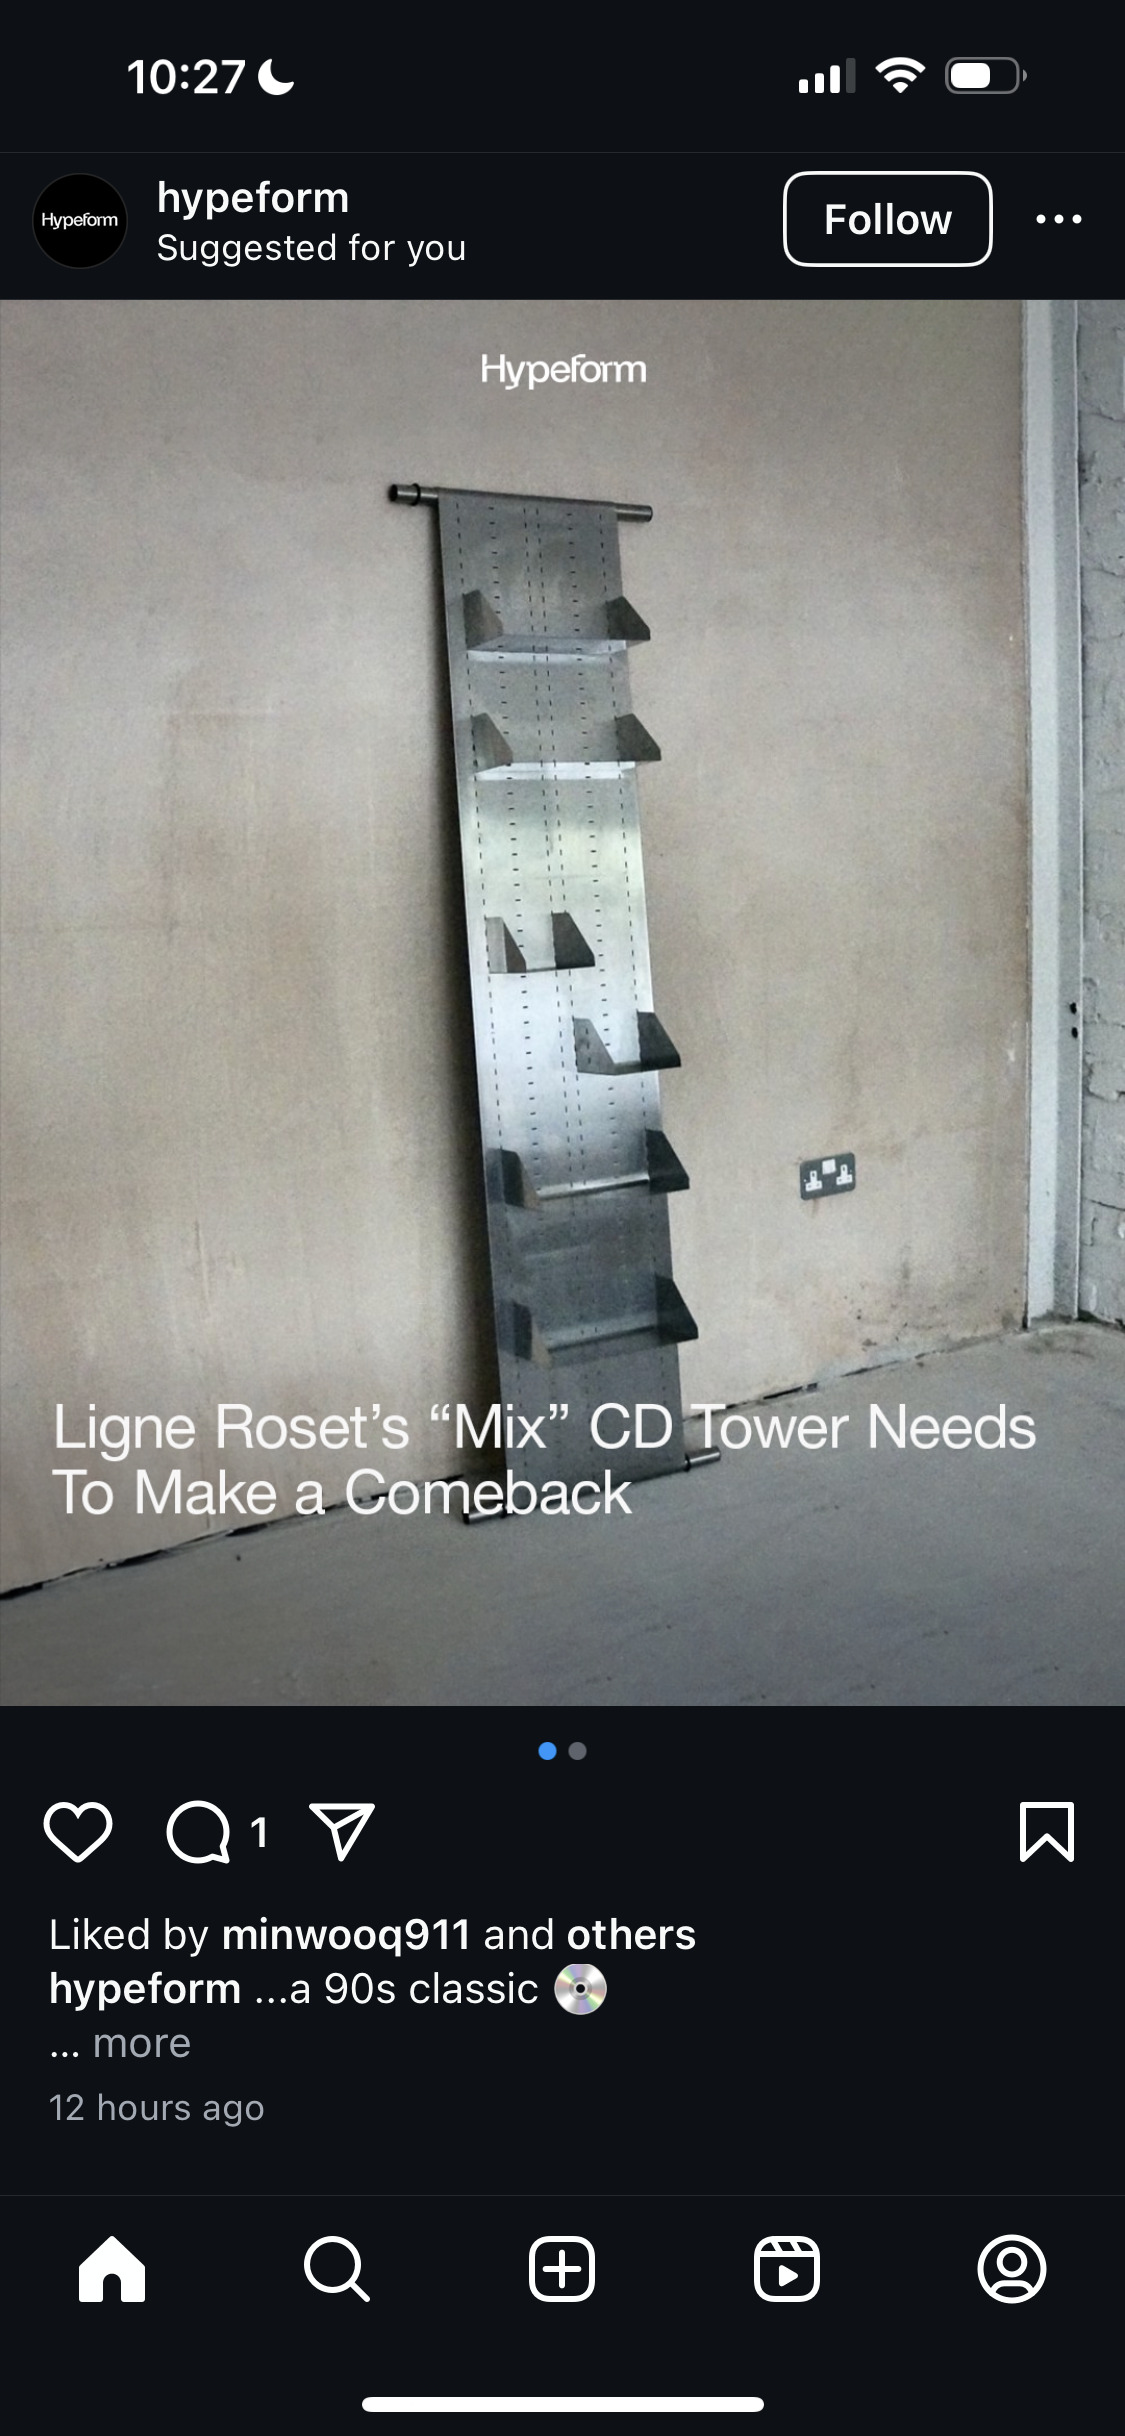 10:27
Hypeform
hypeform
Suggested for you
Follow
Hypeform
Ligne Roset’s “Mix” CD Tower Needs
To Make a Comeback
1
Liked by minwooq911 and others
hypeform ...a 90s classic 💿
... more
12 hours ago